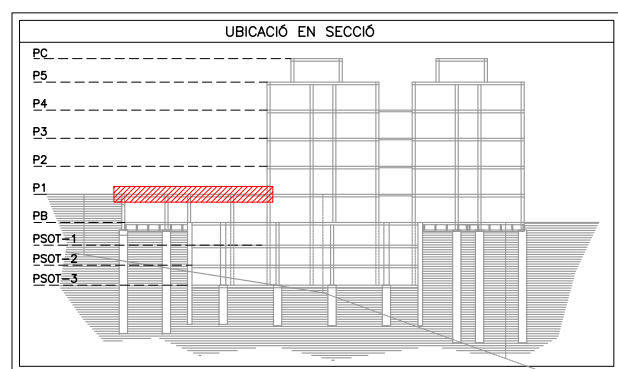 UBICACIÓ EN SECCIÓ
PC
P5
P4
P3
P2
P1
PB
PSOT-1
PSOT-2
PSOT-3